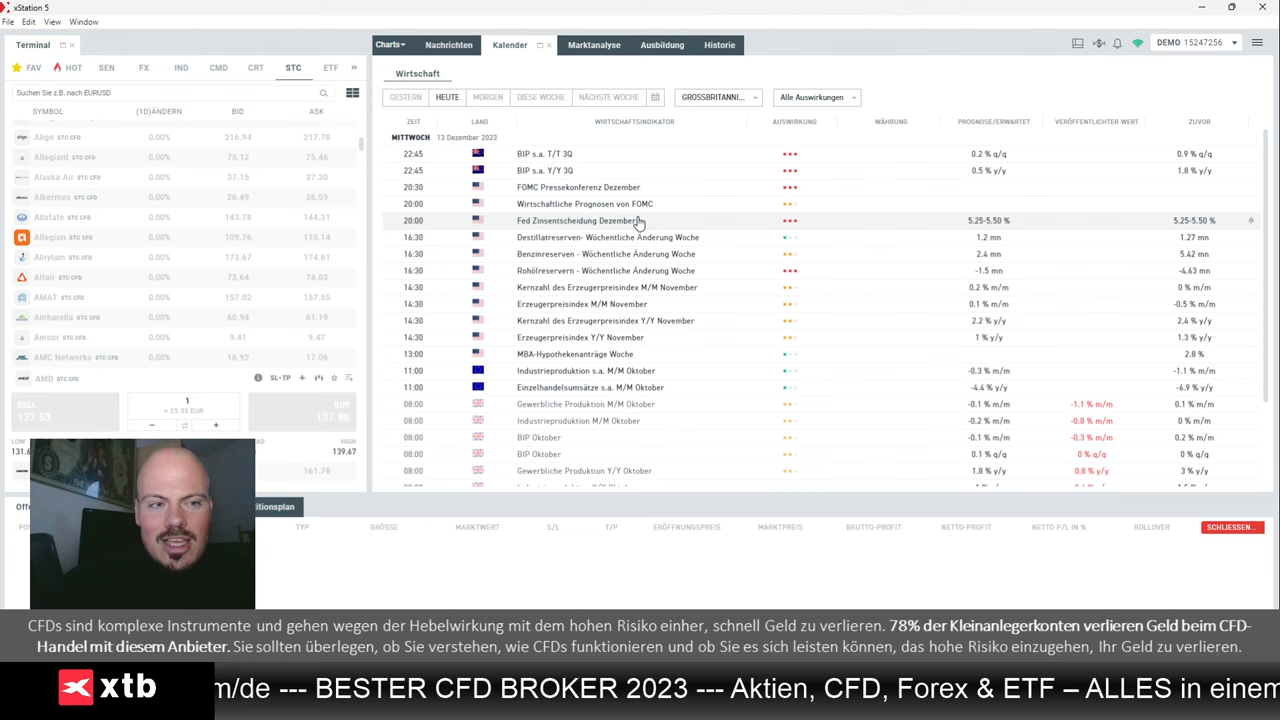 xStation 5
File Edit View Window
Terminal
FAV HOT SEN FX IND CMD CRT STC ETF
Suchen Sie z.B. nach EURUSD
SYMBOL (1D)ÄNDERN BID ASK
align Align STC CFD 0.00% 216.94 217.78
A Allegiant STC CFD 0.00% 75.12 75.46
Alaska Air STC CFD 0.00% 37.15 37.30
Alkermes STC CFD 0.00% 26.49 26.59
Allstate STC CFD 0.00% 143.78 144.31
Allegion STC CFD 0.00% 109.76 110.14
Alnylam STC CFD 0.00% 173.67 174.61
Altair STC CFD 0.00% 73.64 74.03
AMAT STC CFD 0.00% 157.02 157.55
Ambarella STC CFD 0.00% 60.94 61.19
A Amcor STC CFD 0.00% 9.41 9.47
AMC Networks STC CFD 0.00% 16.92 17.06
AMD AMD STC CFD SL+TP
SELL 137.53
1
≈ 25.53 EUR
BUY 137.96
LOW 131.6
HIGH 139.67
161.78
Charts Nachrichten Kalender Marktanalyse Ausbildung Historie
DEMO 15247256
Wirtschaft
GESTERN HEUTE MORGEN DIESE WOCHE NÄCHSTE WOCHE GROSSBRITANNI... Alle Auswirkungen
ZEIT LAND WIRTSCHAFTSINDIKATOR AUSWIRKUNG WÄHRUNG PROGNOSE/ERWARTET VERÖFFENTLICHTER WERT ZUVOR
MITTWOCH 13 Dezember 2023
22:45 BIP s.a. T/T 3Q 0.2 % q/q 0.9 % q/q
22:45 BIP s.a. Y/Y 3Q 0.5 % y/y 1.8 % y/y
20:30 FOMC Pressekonferenz Dezember
20:00 Wirtschaftliche Prognosen von FOMC
20:00 Fed Zinsentscheidung Dezember 5.25-5.50 % 5.25-5.50 %
16:30 Destillatreserven- Wöchentliche Änderung Woche 1.2 mn 1.27 mn
16:30 Benzinreserven - Wöchentliche Änderung Woche 2.4 mn 5.42 mn
16:30 Rohölreservern - Wöchentliche Änderung Woche -1.5 mn -4.63 mn
14:30 Kernzahl des Erzeugerpreisindex M/M November 0.2 % m/m 0 % m/m
14:30 Erzeugerpreisindex M/M November 0.1 % m/m -0.5 % m/m
14:30 Kernzahl des Erzeugerpreisindex Y/Y November 2.2 % y/y 2.4 % y/y
14:30 Erzeugerpreisindex Y/Y November 1 % y/y 1.3 % y/y
13:00 MBA-Hypothekenanträge Woche 2.8 %
11:00 Industrieproduktion s.a. M/M Oktober -0.3 % m/m -1.1 % m/m
11:00 Einzelhandelsumsätze s.a. M/M Oktober -4.4 % y/y -6.9 % y/y
08:00 Gewerbliche Produktion M/M Oktober -0.1 % m/m -1.1 % m/m 0.1 % m/m
08:00 Industrieproduktion M/M Oktober -0.2 % m/m -0.8 % m/m 0 % m/m
08:00 BIP Oktober -0.1 % m/m -0.3 % m/m 0.2 % m/m
08:00 BIP Oktober 0.1 % q/q 0 % q/q 0 % q/q
08:00 Gewerbliche Produktion Y/Y Oktober 1.8 % y/y 0.8 % y/y 3 % y/y
itionsplan
TYP GRÖSSE MARKTWERT S/L T/P ERÖFFNUNGSPREIS MARKTPREIS BRUTTO-PROFIT NETTO-PROFIT NETTO P/L IN % ROLLOVER SCHLIESSEN...
CFDs sind komplexe Instrumente und gehen wegen der Hebelwirkung mit dem hohen Risiko einher, schnell Geld zu verlieren. 78% der Kleinanlegerkonten verlieren Geld beim CFD-
Handel mit diesem Anbieter. Sie sollten überlegen, ob Sie verstehen, wie CFDs funktionieren und ob Sie es sich leisten können, das hohe Risiko einzugehen, Ihr Geld zu verlieren.
xtb m/de --- BESTER CFD BROKER 2023 --- Aktien, CFD, Forex & ETF – ALLES in einem